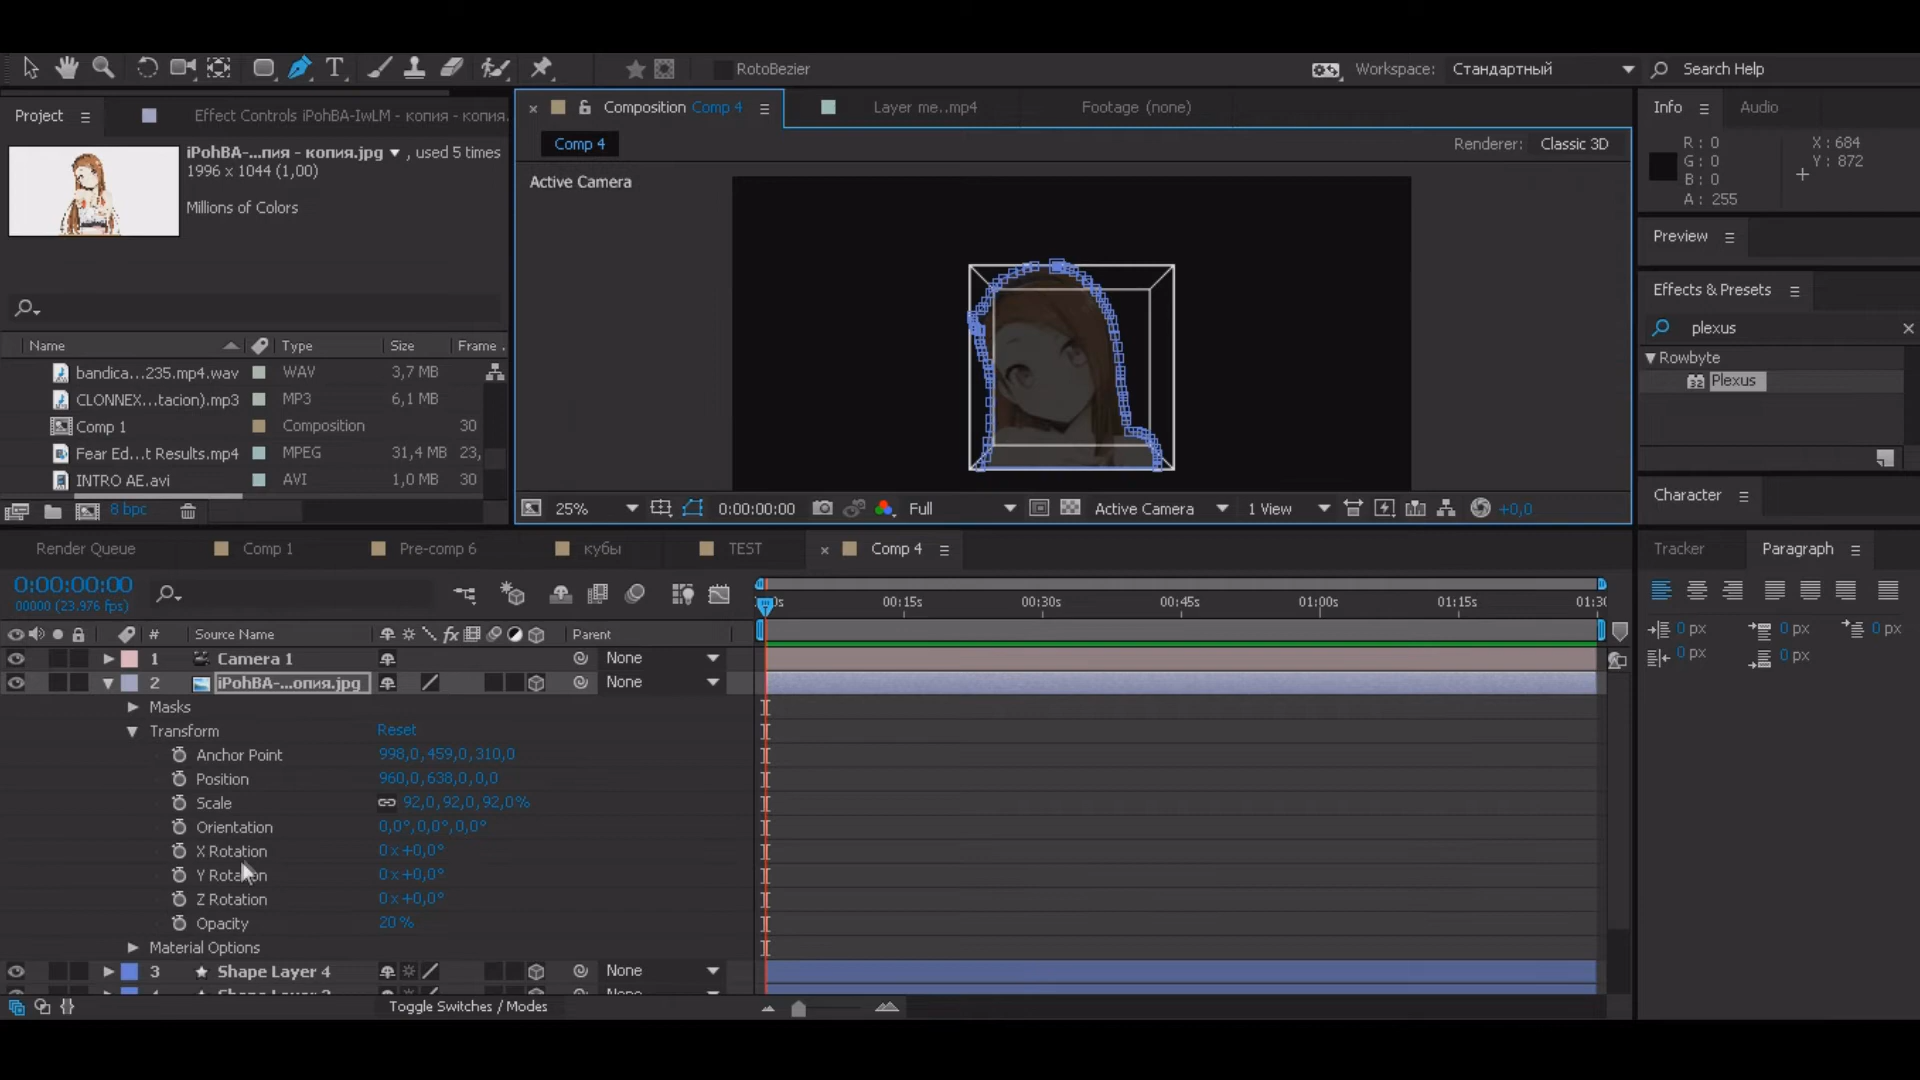 RotoBezier
Workspace: Стандартный
Search Help
Project
Effect Controls iPohBA-IwLM - копия - копия.
Composition Comp 4
Layer me..mp4
Footage (none)
Info
Audio
iPohBA-...пия - копия.jpg , used 5 times
1996 x 1044 (1,00)
Millions of Colors
Comp 4
Renderer: Classic 3D
Active Camera
R : 0
G : 0
B : 0
A : 255
X : 684
Y : 872
Preview
Effects & Presets
plexus
Rowbyte
Plexus
32
Name
Type
Size
Frame .
bandica...235.mp4.wav WAV 3,7 MB
CLONNEX...tacion).mp3 MP3 6,1 MB
Comp 1 Composition 30
Fear Ed...t Results.mp4 MPEG 31,4 MB 23,
INTRO AE.avi AVI 1,0 MB 30
8 bpc
25%
0:00:00:00
Full
Active Camera
1 View
+0,0
Character
Render Queue
Comp 1
Pre-comp 6
кубы
TEST
Comp 4
Tracker
Paragraph
0:00:00:00
00000 (23.976 fps)
00:15s 00:30s 00:45s 01:00s 01:15s
# Source Name fx Parent
0 px 0 px 0 px
0 px 0 px
1 Camera 1 None
2 iPohBA-...опия.jpg None
Masks
Transform Reset
Anchor Point 998,0,459,0,310,0
Position 960,0,638,0,0,0
Scale 92,0,92,0,92,0%
Orientation 0,0°,0,0°,0,0°
X Rotation 0x+0,0°
Y Rotation 0x+0,0°
Z Rotation 0x+0,0°
Opacity 20%
Material Options
3 Shape Layer 4 None
Toggle Switches / Modes